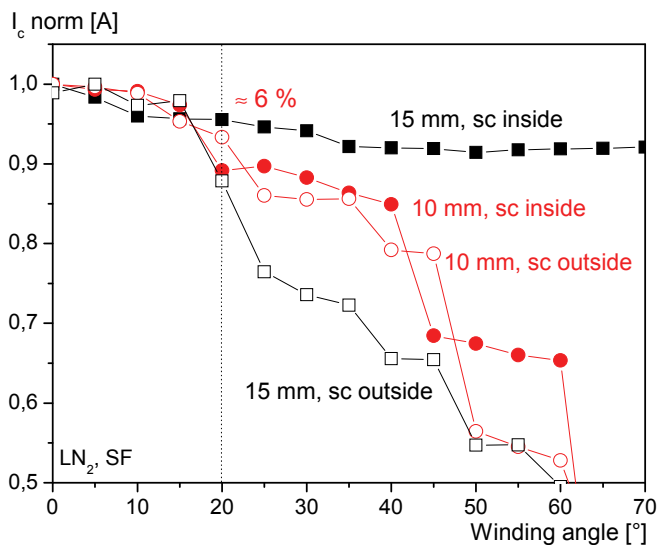 I_c norm [A]
1,0
0,9
0,8
0,7
0,6
0,5
≈ 6 %
15 mm, sc inside
10 mm, sc inside
10 mm, sc outside
15 mm, sc outside
LN₂, SF
0 10 20 30 40 50 60 70
Winding angle [°]